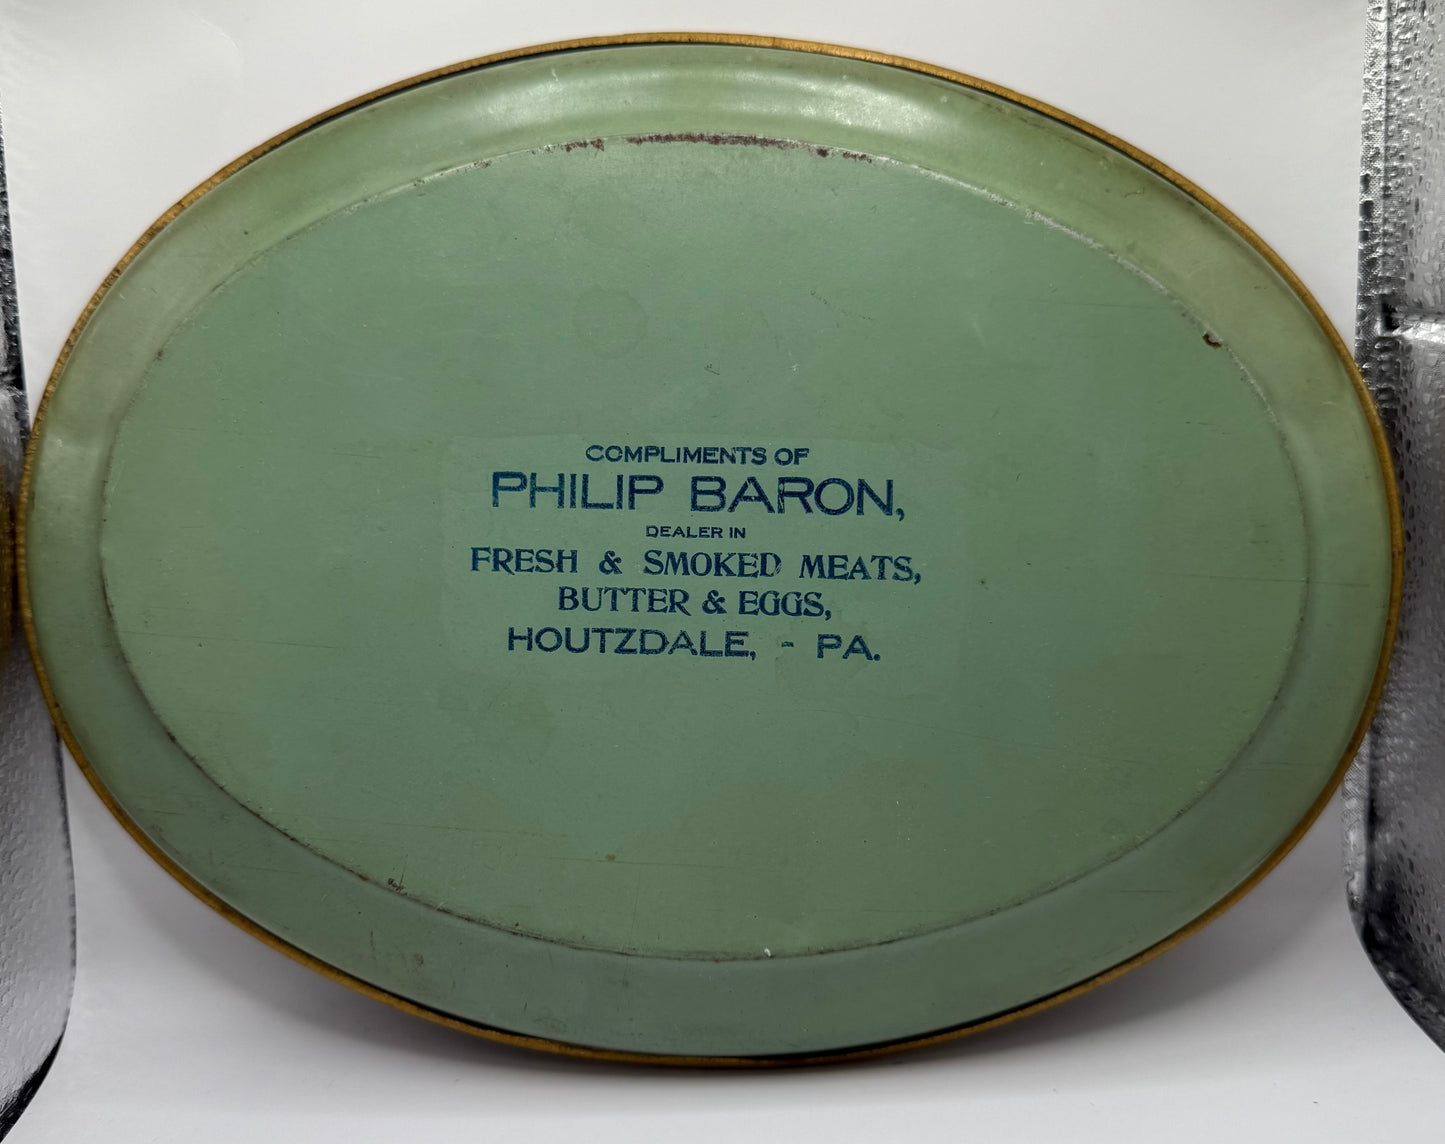 COMPLIMENTS OF
PHILIP BARON,
DEALER IN
FRESH & SMOKED MEATS,
BUTTER & EGGS,
HOUTZDALE, - PA.